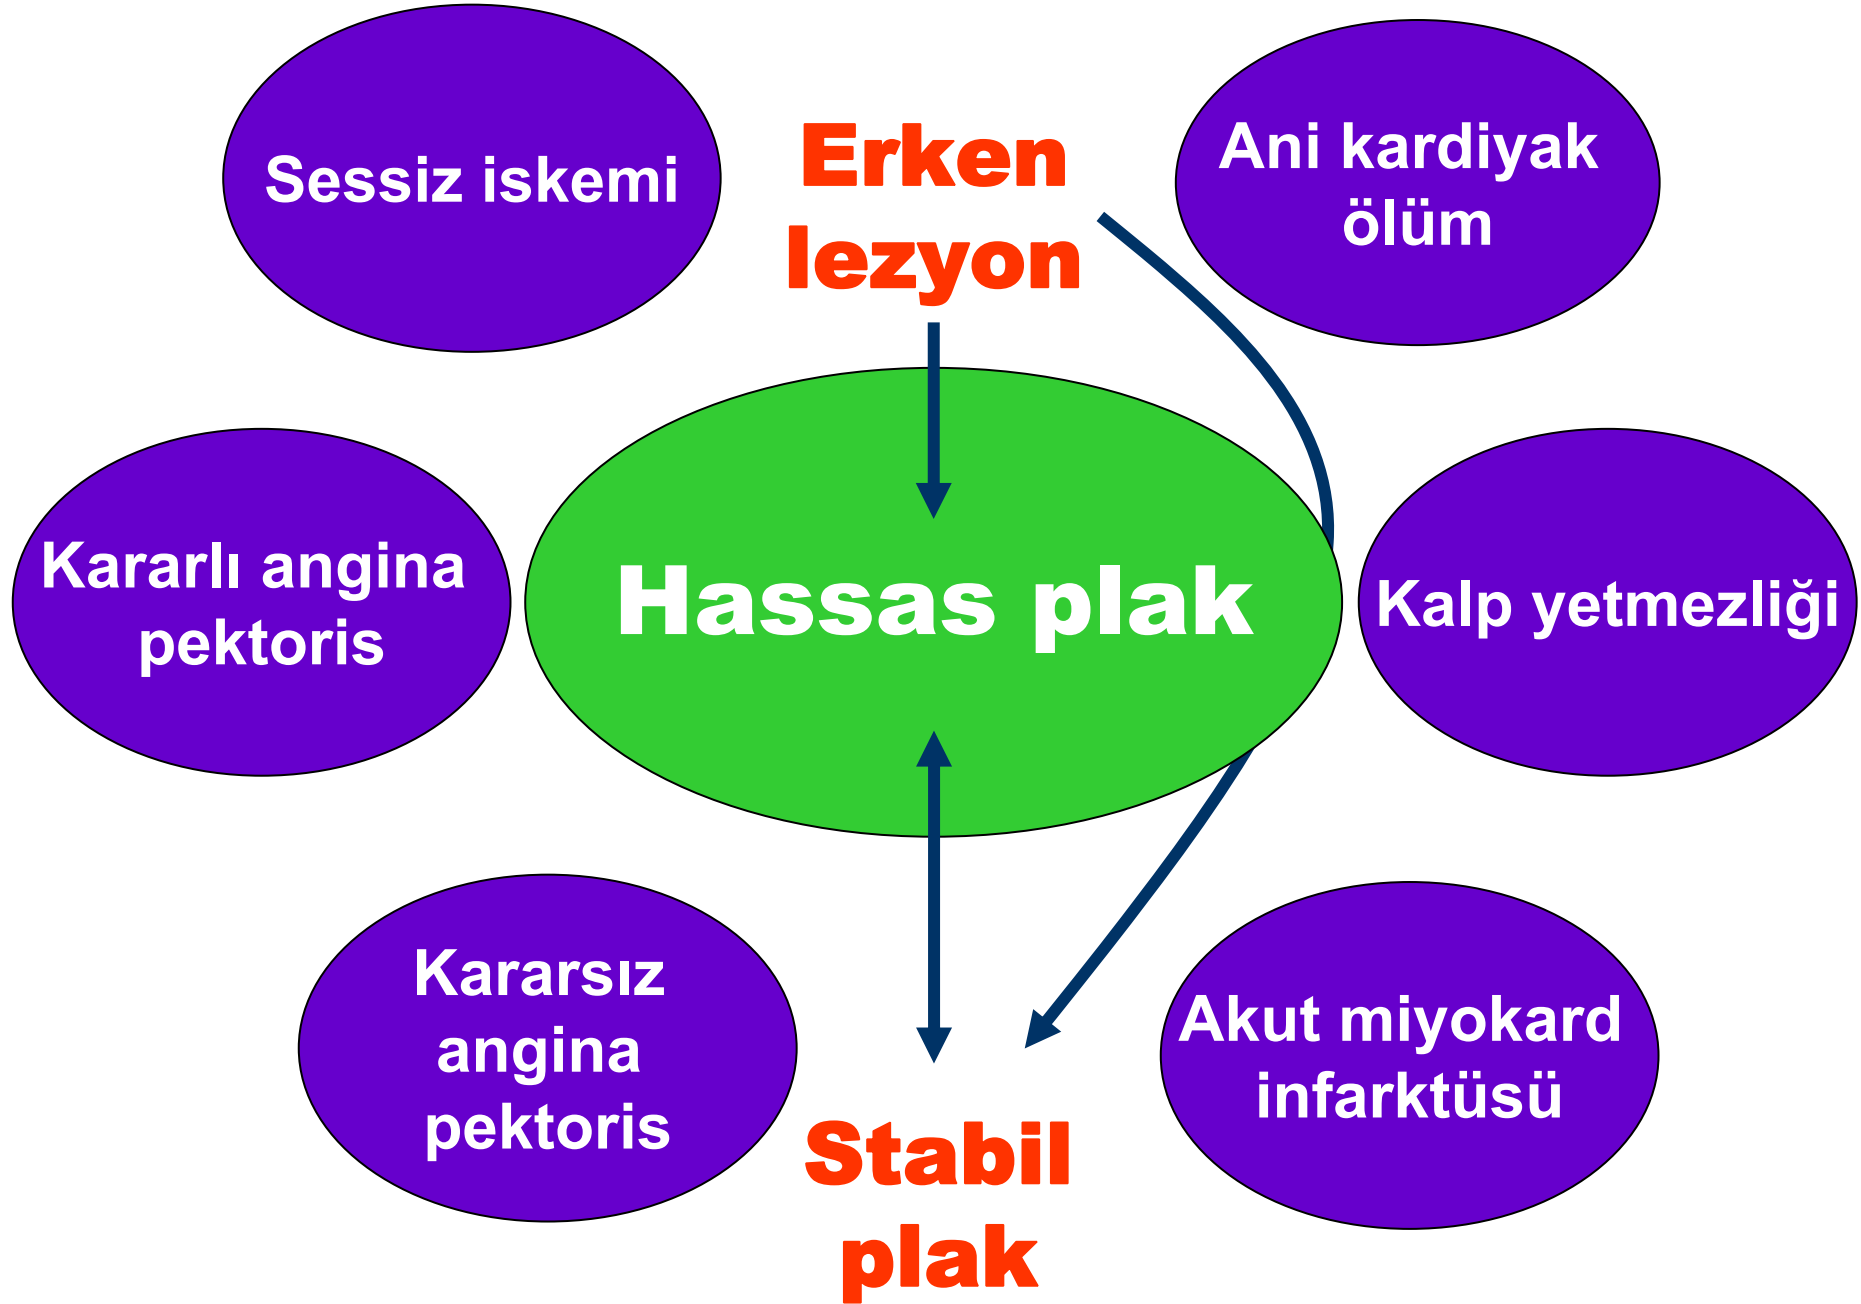 Sessiz iskemi
Erken
lezyon
Ani kardiyak
ölüm
Kararlı angina
pektoris
Hassas plak
Kalp yetmezliği
Kararsız
angina
pektoris
Stabil
plak
Akut miyokard
infarktüsü